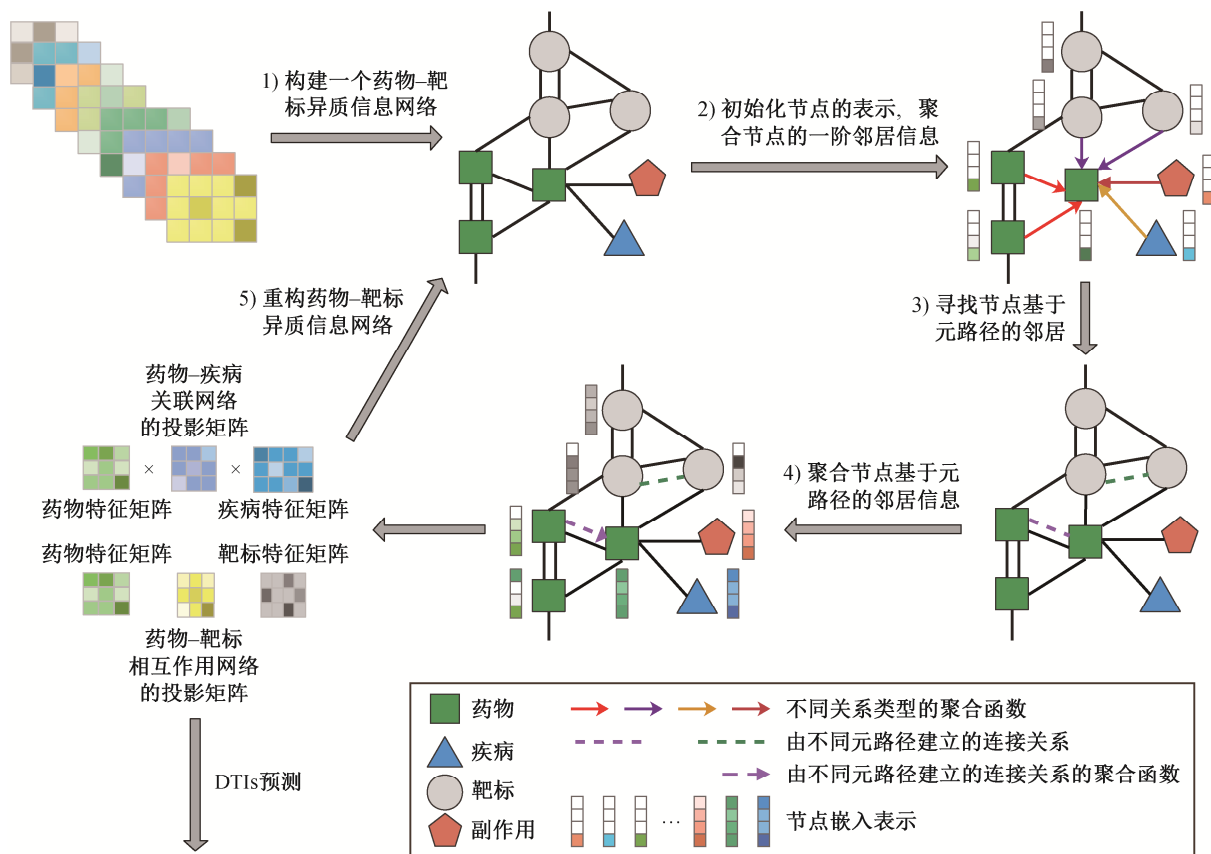 1) 构建一个药物–靶
标异质信息网络
2) 初始化节点的表示, 聚
合节点的一阶邻居信息
3) 寻找节点基于
元路径的邻居
4) 聚合节点基于元
路径的邻居信息
5) 重构药物–靶标
异质信息网络
药物–疾病
关联网络
的投影矩阵
× ×
药物特征矩阵 疾病特征矩阵
药物特征矩阵 靶标特征矩阵
药物–靶标
相互作用网络
的投影矩阵
DTIs预测
药物 不同关系类型的聚合函数
疾病 由不同元路径建立的连接关系
由不同元路径建立的连接关系的聚合函数
靶标
副作用 … 节点嵌入表示